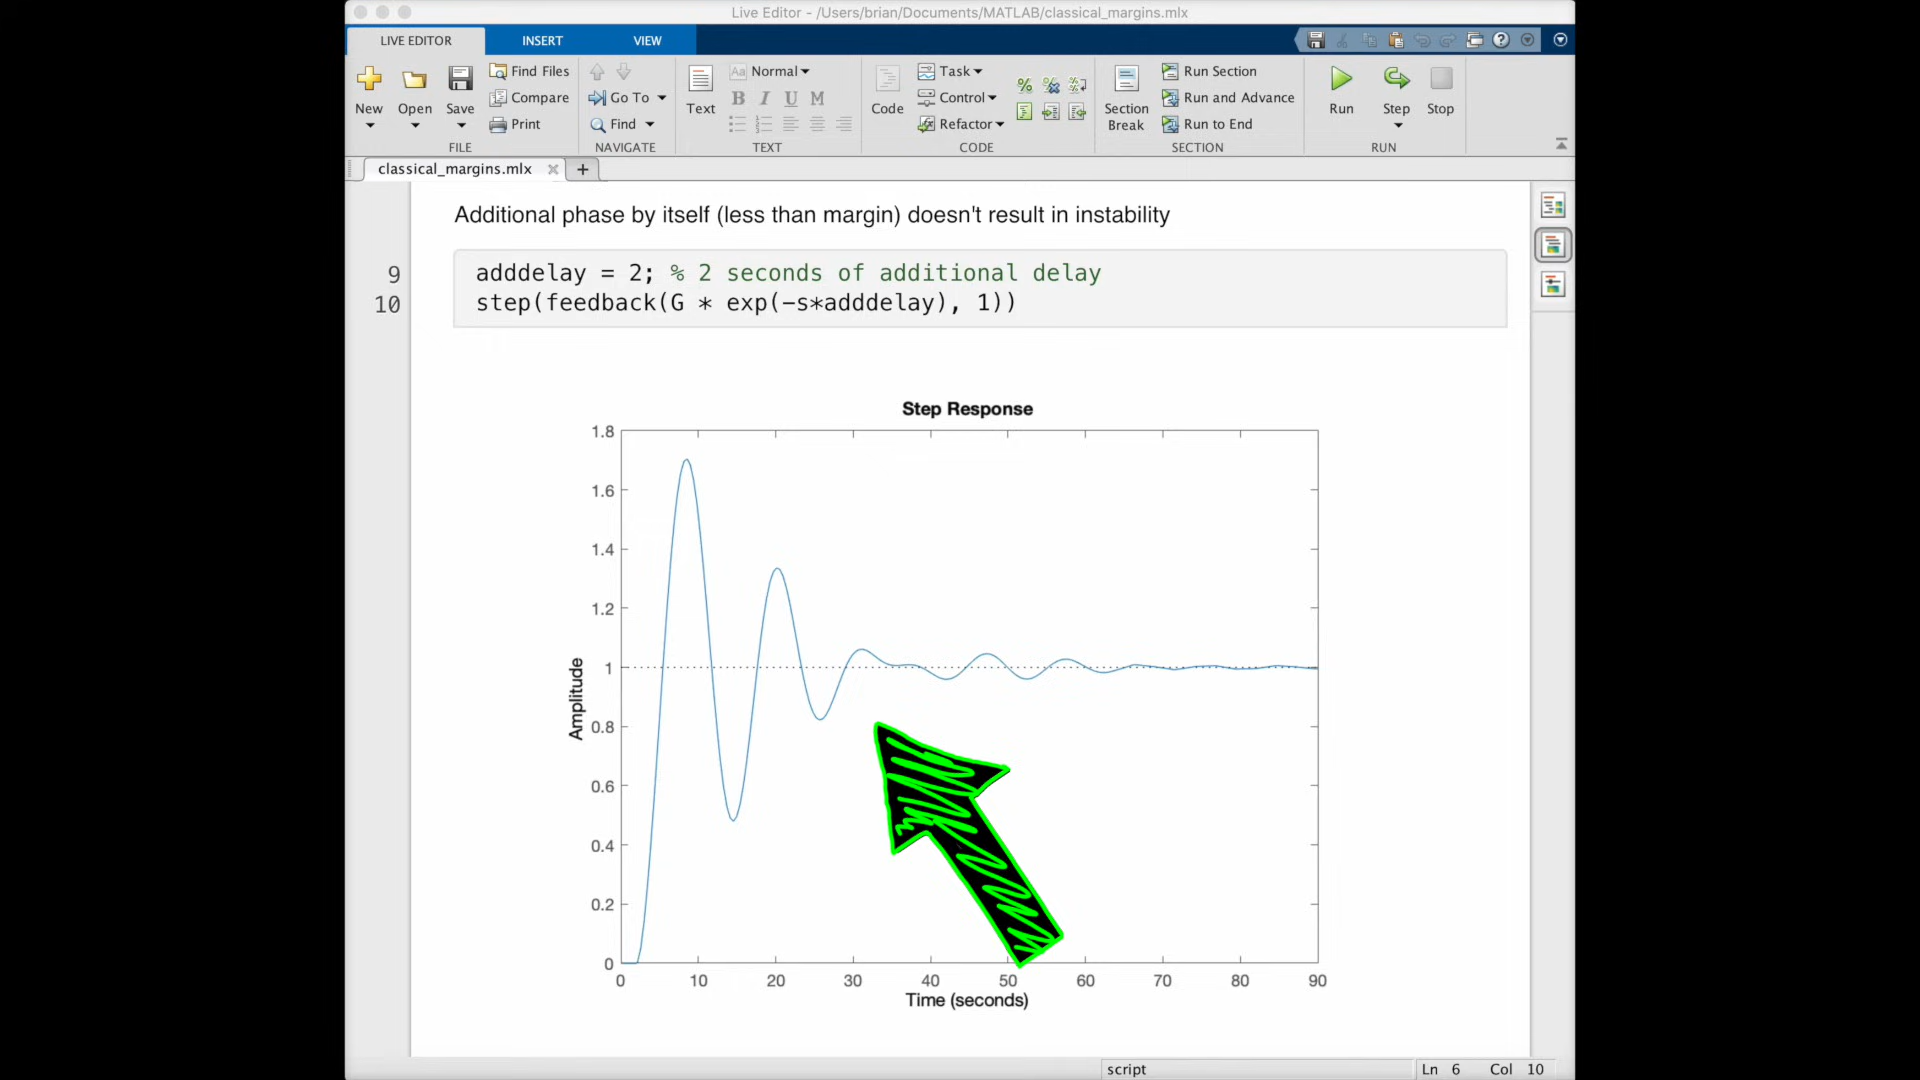 Live Editor - /Users/brian/Documents/MATLAB/classical_margins.mlx
LIVE EDITOR INSERT VIEW
New Open Save Find Files Compare Print
FILE
Go To Find
NAVIGATE
Text Aa Normal B I U M
TEXT
Code Task Control Refactor
CODE
Section Break Run Section Run and Advance Run to End
SECTION
Run Step Stop
RUN
classical_margins.mlx
Additional phase by itself (less than margin) doesn't result in instability
9 adddelay = 2; % 2 seconds of additional delay
10 step(feedback(G * exp(-s*adddelay), 1))
Step Response
1.8
1.6
1.4
1.2
1
0.8
0.6
0.4
0.2
0
Amplitude
0 10 20 30 40 50 60 70 80 90
Time (seconds)
script Ln 6 Col 10